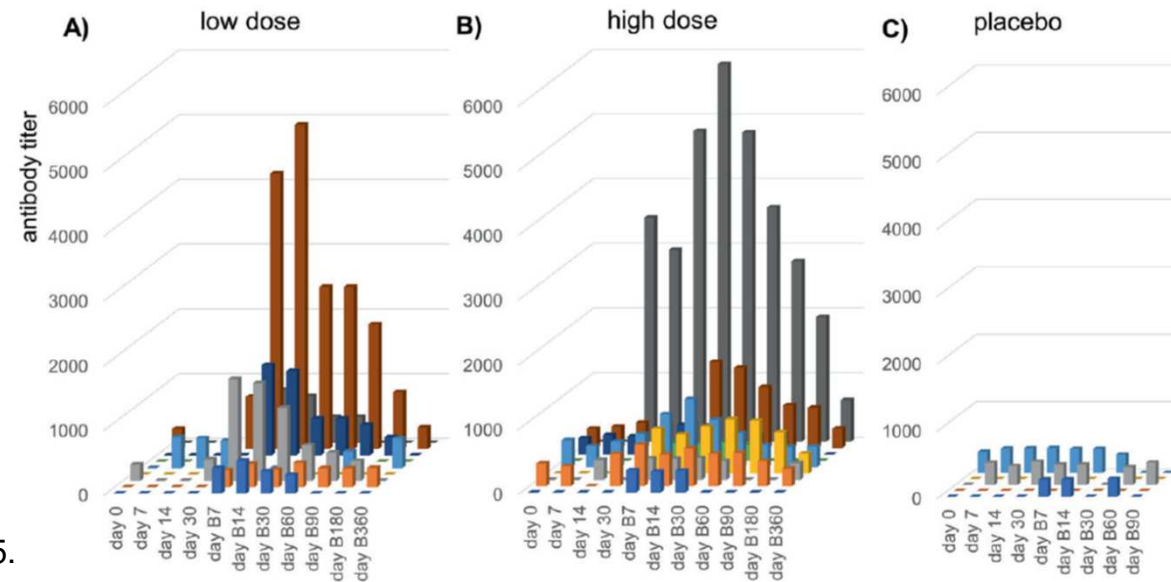 A) low dose
antibody titer
6000
5000
4000
3000
2000
1000
0
day 0
day 7
day 14
day 30
day B7
day B14
day B30
day B60
day B90
day B180
day B360
B) high dose
6000
5000
4000
3000
2000
1000
0
day 0
day 7
day 14
day 30
day B7
day B14
day B30
day B60
day B90
day B180
day B360
C) placebo
6000
5000
4000
3000
2000
1000
0
day 0
day 7
day 14
day 30
day B7
day B14
day B30
day B60
day B90
5.